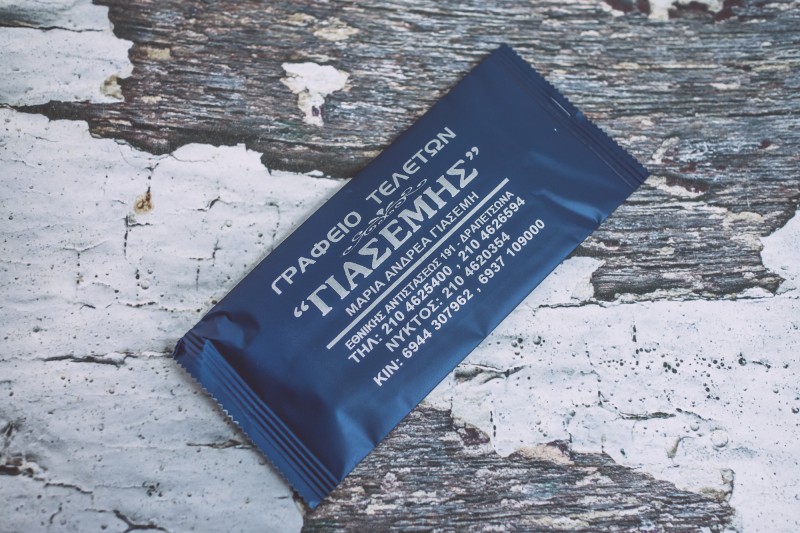 ΓΡΑΦΕΙΟ ΤΕΛΕΤΩΝ
“ΓΙΑΣΕΜΗΣ”
ΜΑΡΙΑ ΑΝΔΡΕΑ ΓΙΑΣΕΜΗ
ΕΘΝΙΚΗΣ ΑΝΤΙΣΤΑΣΕΩΣ 191 - ΔΡΑΠΕΤΣΩΝΑ
ΤΗΛ: 210 4625400 , 210 4626594
ΝΥΚΤΟΣ: 210 4620354
ΚΙΝ: 6944 307962 , 6937 109000